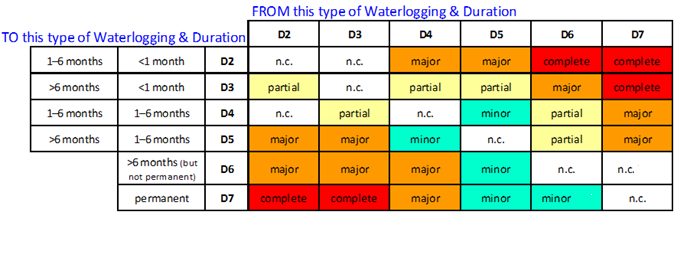 FROM this type of Waterlogging & Duration
TO this type of Waterlogging & Duration D2 D3 D4 D5 D6 D7
1–6 months <1 month D2 n.c. n.c. major major complete complete
>6 months <1 month D3 partial n.c. partial partial major complete
1–6 months 1–6 months D4 n.c. partial n.c. minor partial major
>6 months 1–6 months D5 major major minor n.c. partial major
>6 months (but
not permanent) D6 major major major minor n.c. n.c.
permanent D7 complete complete major minor minor n.c.